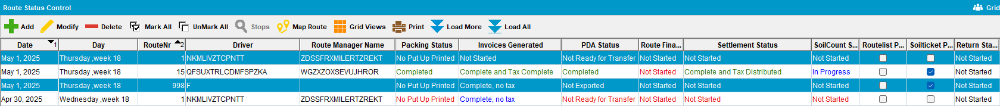 Route Status Control Grid
Add Modify Delete Mark All UnMark All Stops Map Route Grid Views Print Load More Load All
Date 1 Day RouteNr 2 Driver Route Manager Name Packing Status Invoices Generated PDA Status Route Fina... Settlement Status SoilCount S... Routelist P... Soilticket P... Return Sta...
May 1, 2025 Thursday ,week 18 1 NKMLIVZTCPNTT ZDSSFRXMILERTZREKT No Put Up Printed Not Started Not Ready for Transfer Not Started Not Started Not Started Not Started
May 1, 2025 Thursday ,week 18 15 QFSUXTRLCDMFSPZKA WGZXZOXSEVUJHROR Completed Complete and Tax Complete Completed Not Started Complete and Tax Distributed In Progress Not Started
May 1, 2025 Thursday ,week 18 998 F No Put Up Printed Complete, no tax Not Exported Not Started Not Started Not Started Not Started
Apr 30, 2025 Wednesday ,week 18 1 NKMLIVZTCPNTT ZDSSFRXMILERTZREKT No Put Up Printed Complete, no tax Not Ready for Transfer Not Started Not Started Not Started Not Started